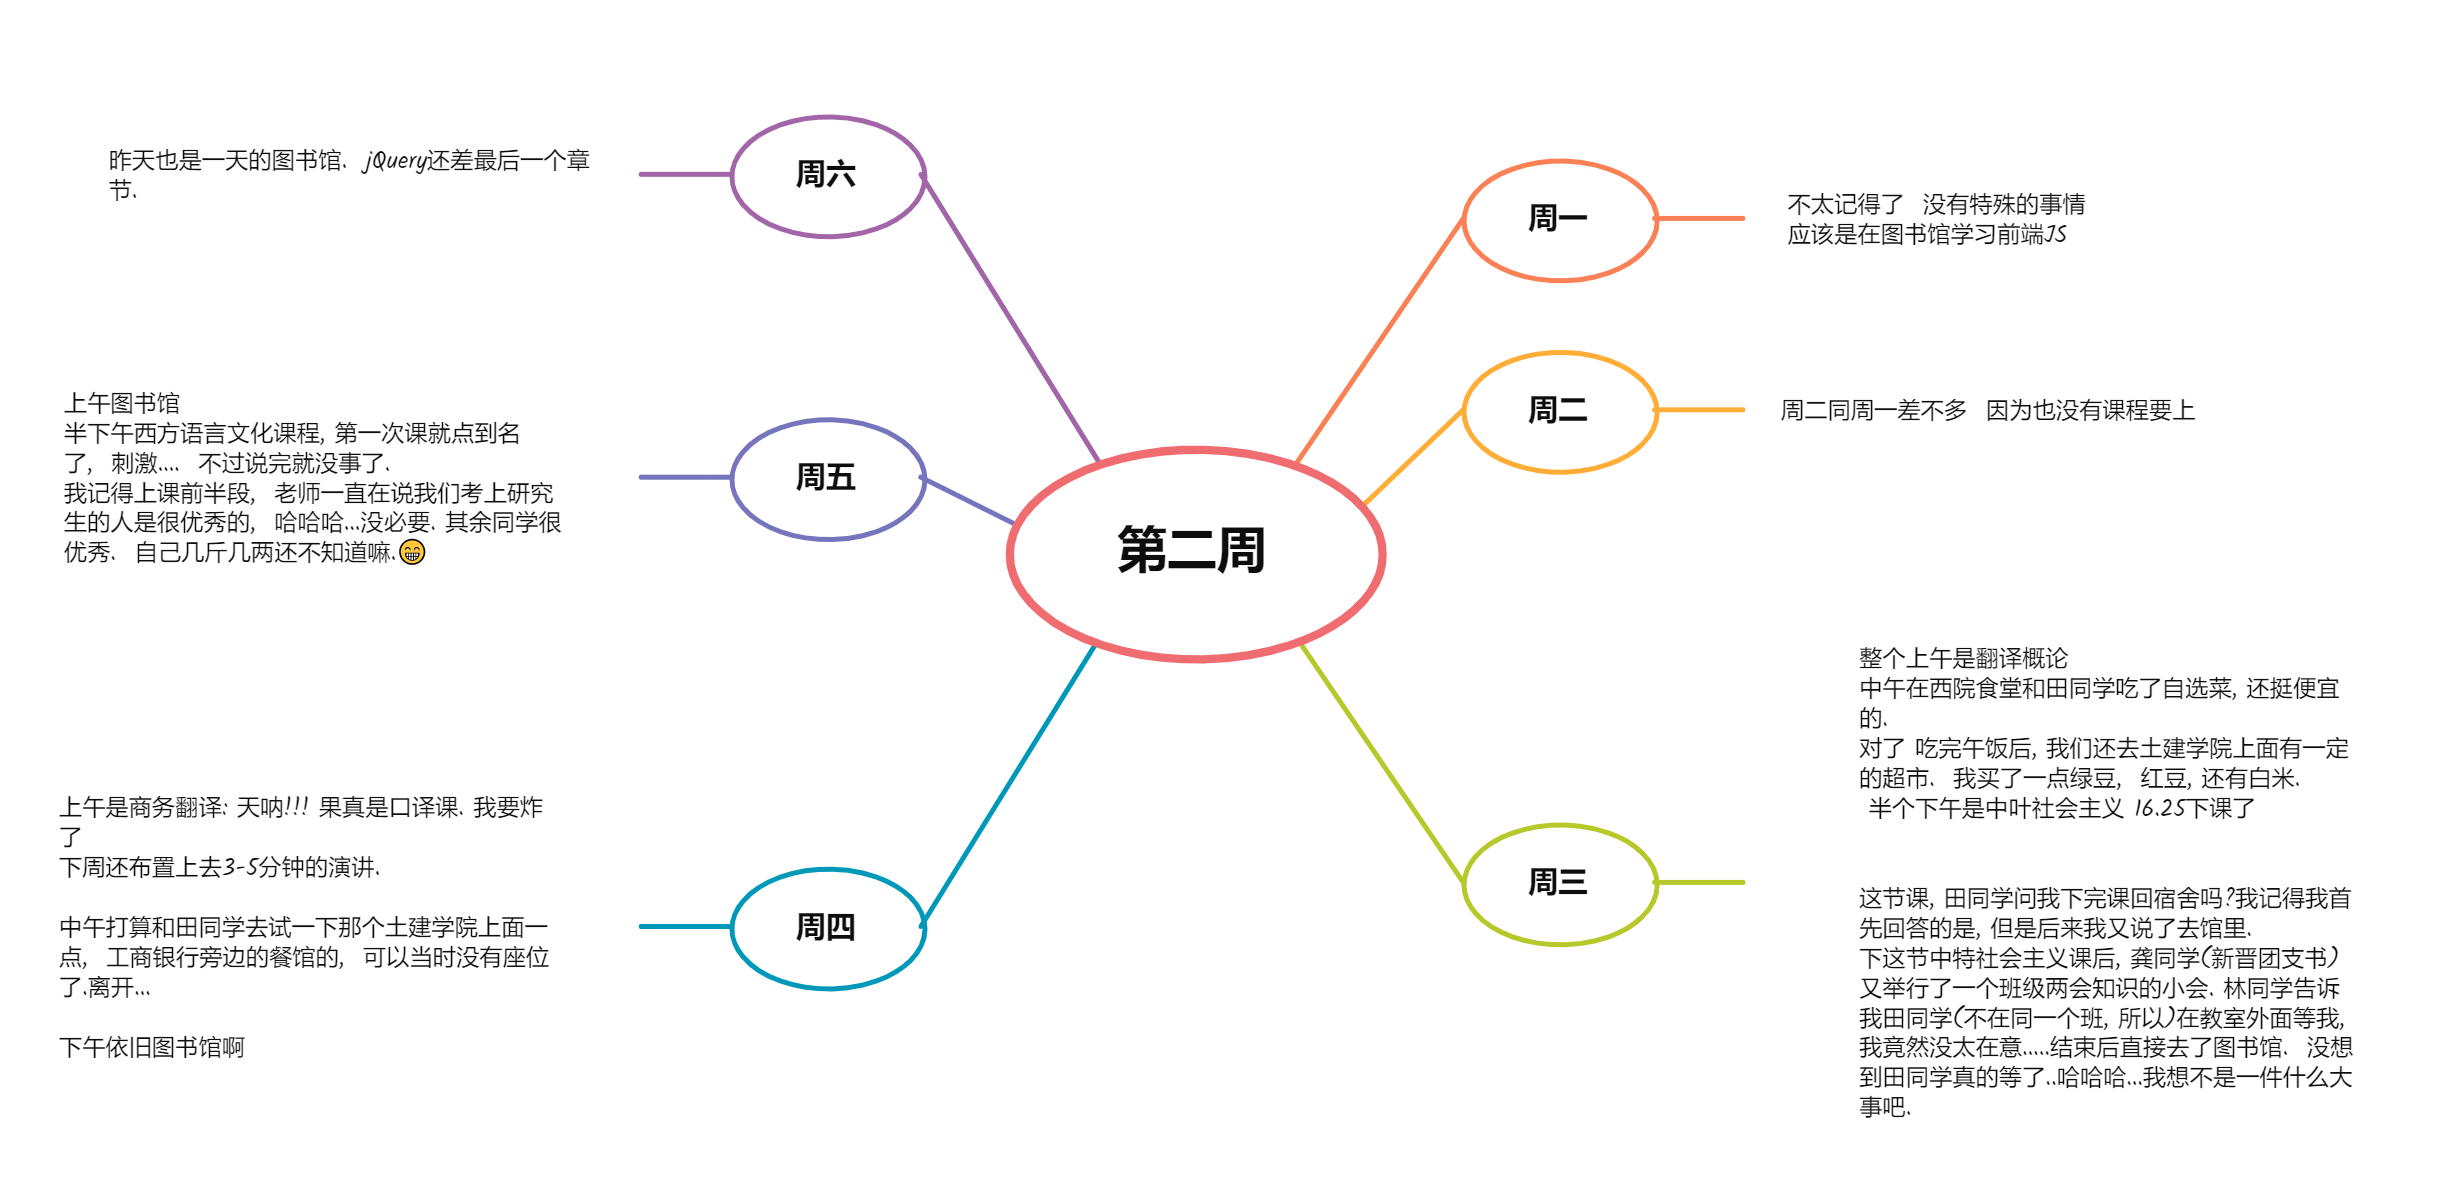 第二周
周一
不太记得了 没有特殊的事情
应该是在图书馆学习前端JS
周二
周二同周一差不多 因为也没有课程要上
周三
整个上午是翻译概论
中午在西院食堂和田同学吃了自选菜, 还挺便宜
的.
对了 吃完午饭后, 我们还去土建学院上面有一定
的超市. 我买了一点绿豆, 红豆, 还有白米.
半个下午是中叶社会主义 16.25下课了
这节课, 田同学问我下完课回宿舍吗?我记得我首
先回答的是, 但是后来我又说了去馆里.
下这节中特社会主义课后, 龚同学(新晋团支书)
又举行了一个班级两会知识的小会. 林同学告诉
我田同学(不在同一个班, 所以)在教室外面等我,
我竟然没太在意.....结束后直接去了图书馆. 没想
到田同学真的等了..哈哈哈...我想不是一件什么大
事吧.
周四
上午是商务翻译: 天呐!!! 果真是口译课. 我要炸
了
下周还布置上去3-5分钟的演讲.
中午打算和田同学去试一下那个土建学院上面一
点, 工商银行旁边的餐馆的, 可以当时没有座位
了.离开...
下午依旧图书馆啊
周五
上午图书馆
半下午西方语言文化课程, 第一次课就点到名
了, 刺激.... 不过说完就没事了.
我记得上课前半段, 老师一直在说我们考上研究
生的人是很优秀的, 哈哈哈...没必要. 其余同学很
优秀. 自己几斤几两还不知道嘛.😁
周六
昨天也是一天的图书馆. jQuery还差最后一个章
节.